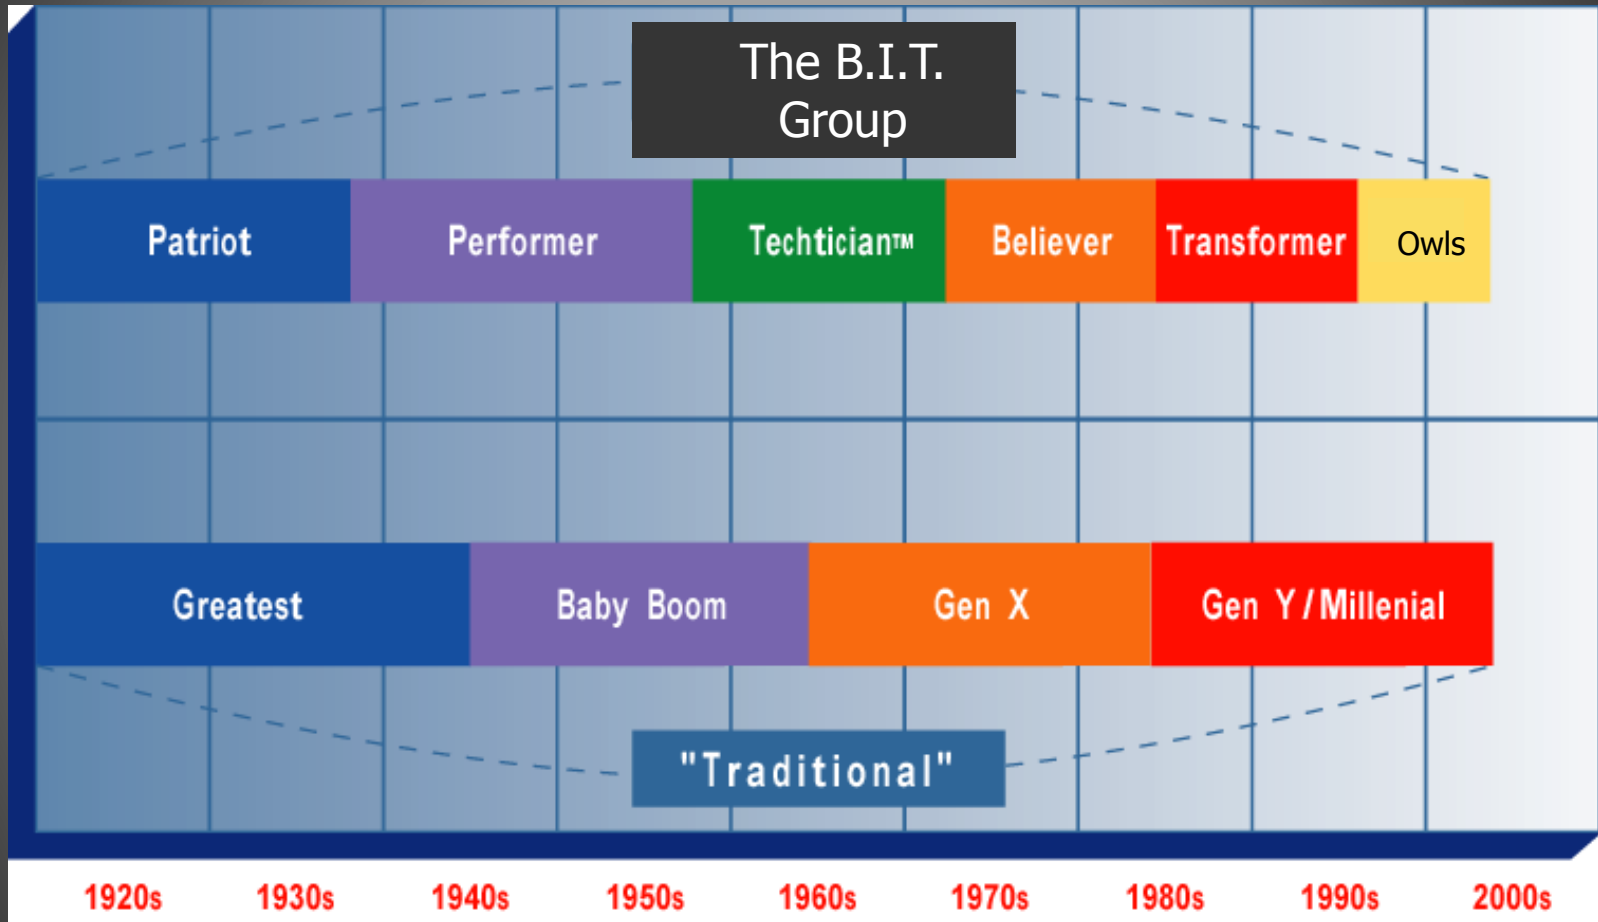 The B.I.T.
Group
Patriot Performer Techtician™ Believer Transformer Owls
Greatest Baby Boom Gen X Gen Y / Millenial
"Traditional"
1920s 1930s 1940s 1950s 1960s 1970s 1980s 1990s 2000s